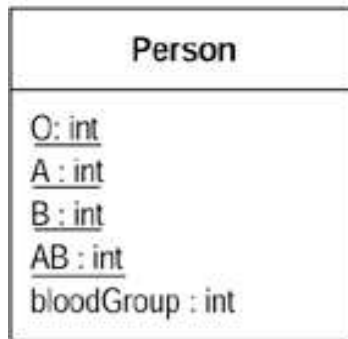 Person
O: int
A : int
B : int
AB : int
bloodGroup : int